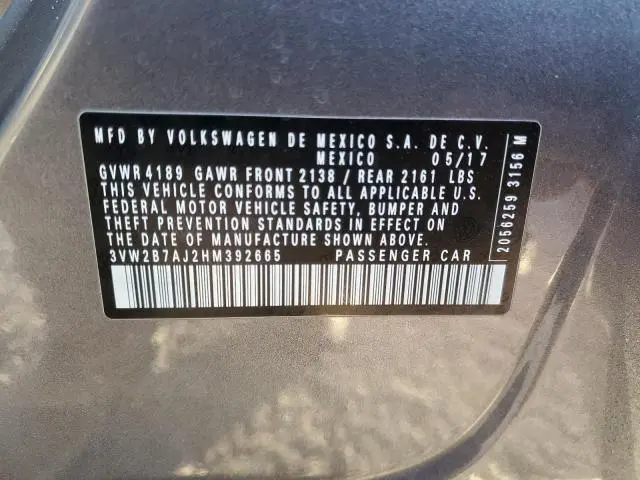 MFD BY VOLKSWAGEN DE MEXICO S.A. DE C.V.
MEXICO 05/17
GVWR 4189 GAWR FRONT 2138 / REAR 2161 LBS
THIS VEHICLE CONFORMS TO ALL APPLICABLE U.S.
FEDERAL MOTOR VEHICLE SAFETY, BUMPER AND
THEFT PREVENTION STANDARDS IN EFFECT ON
THE DATE OF MANUFACTURE SHOWN ABOVE.
3VW2B7AJ2HM392665 PASSENGER CAR
2056259 3156 M